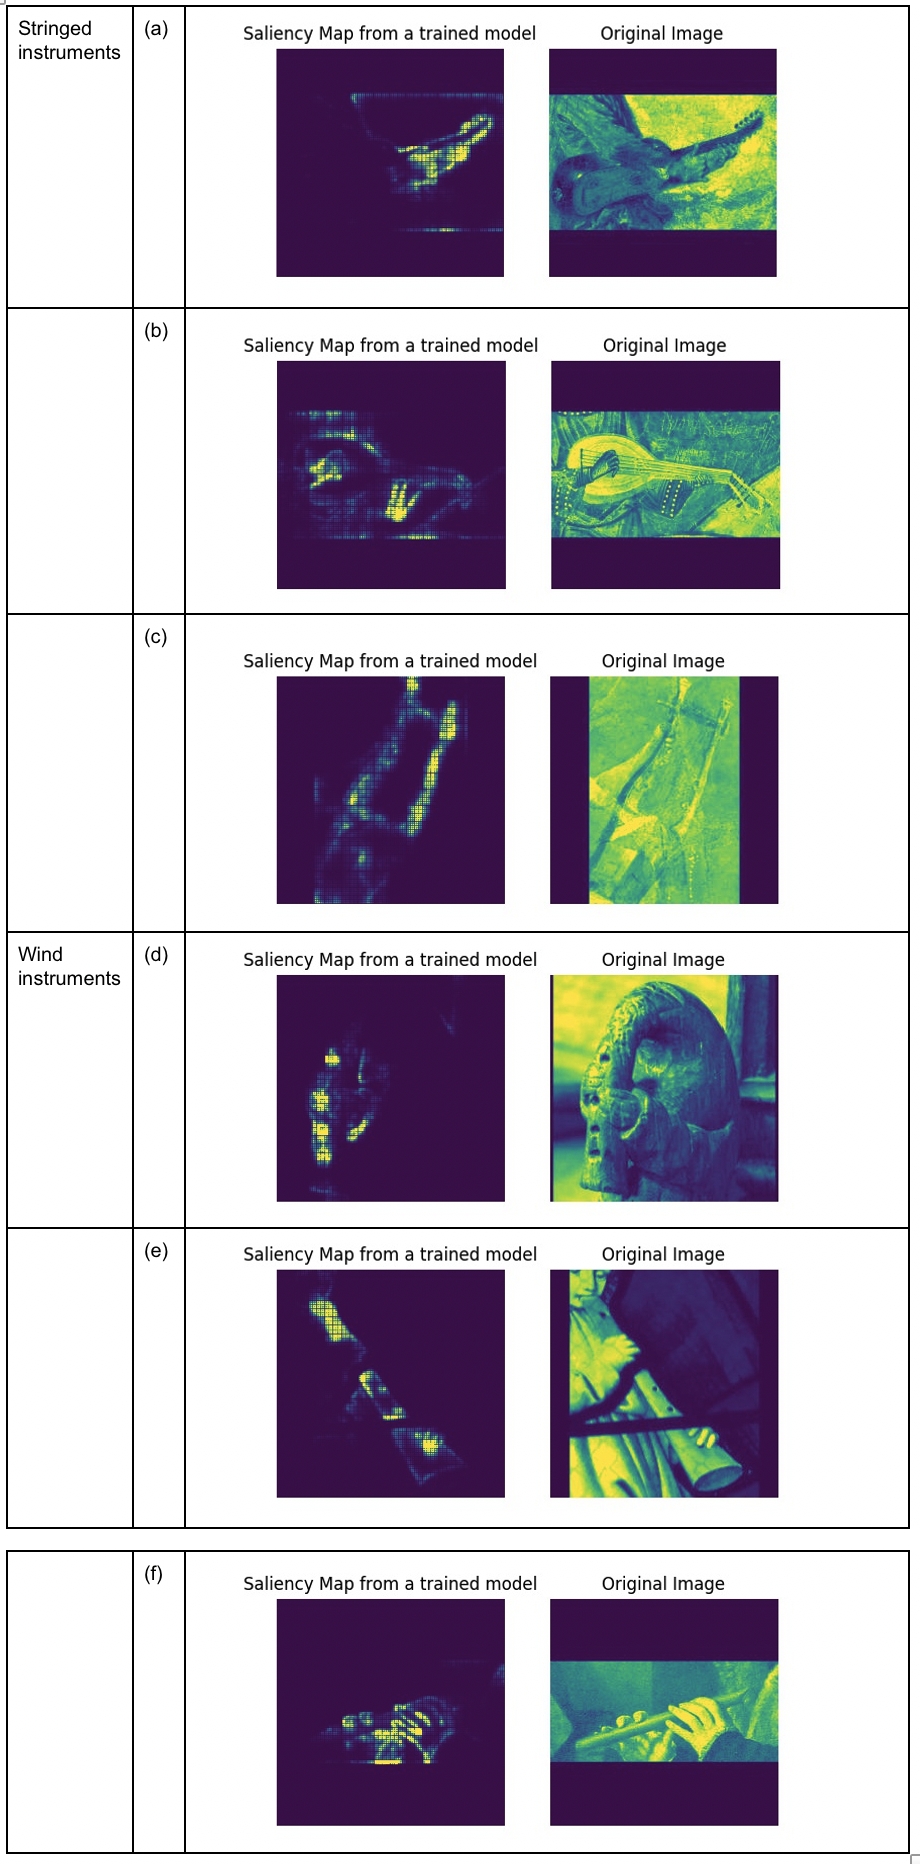 Stringed
instruments
(a)
Saliency Map from a trained model
Original Image
(b)
Saliency Map from a trained model
Original Image
(c)
Saliency Map from a trained model
Original Image
Wind
instruments
(d)
Saliency Map from a trained model
Original Image
(e)
Saliency Map from a trained model
Original Image
(f)
Saliency Map from a trained model
Original Image